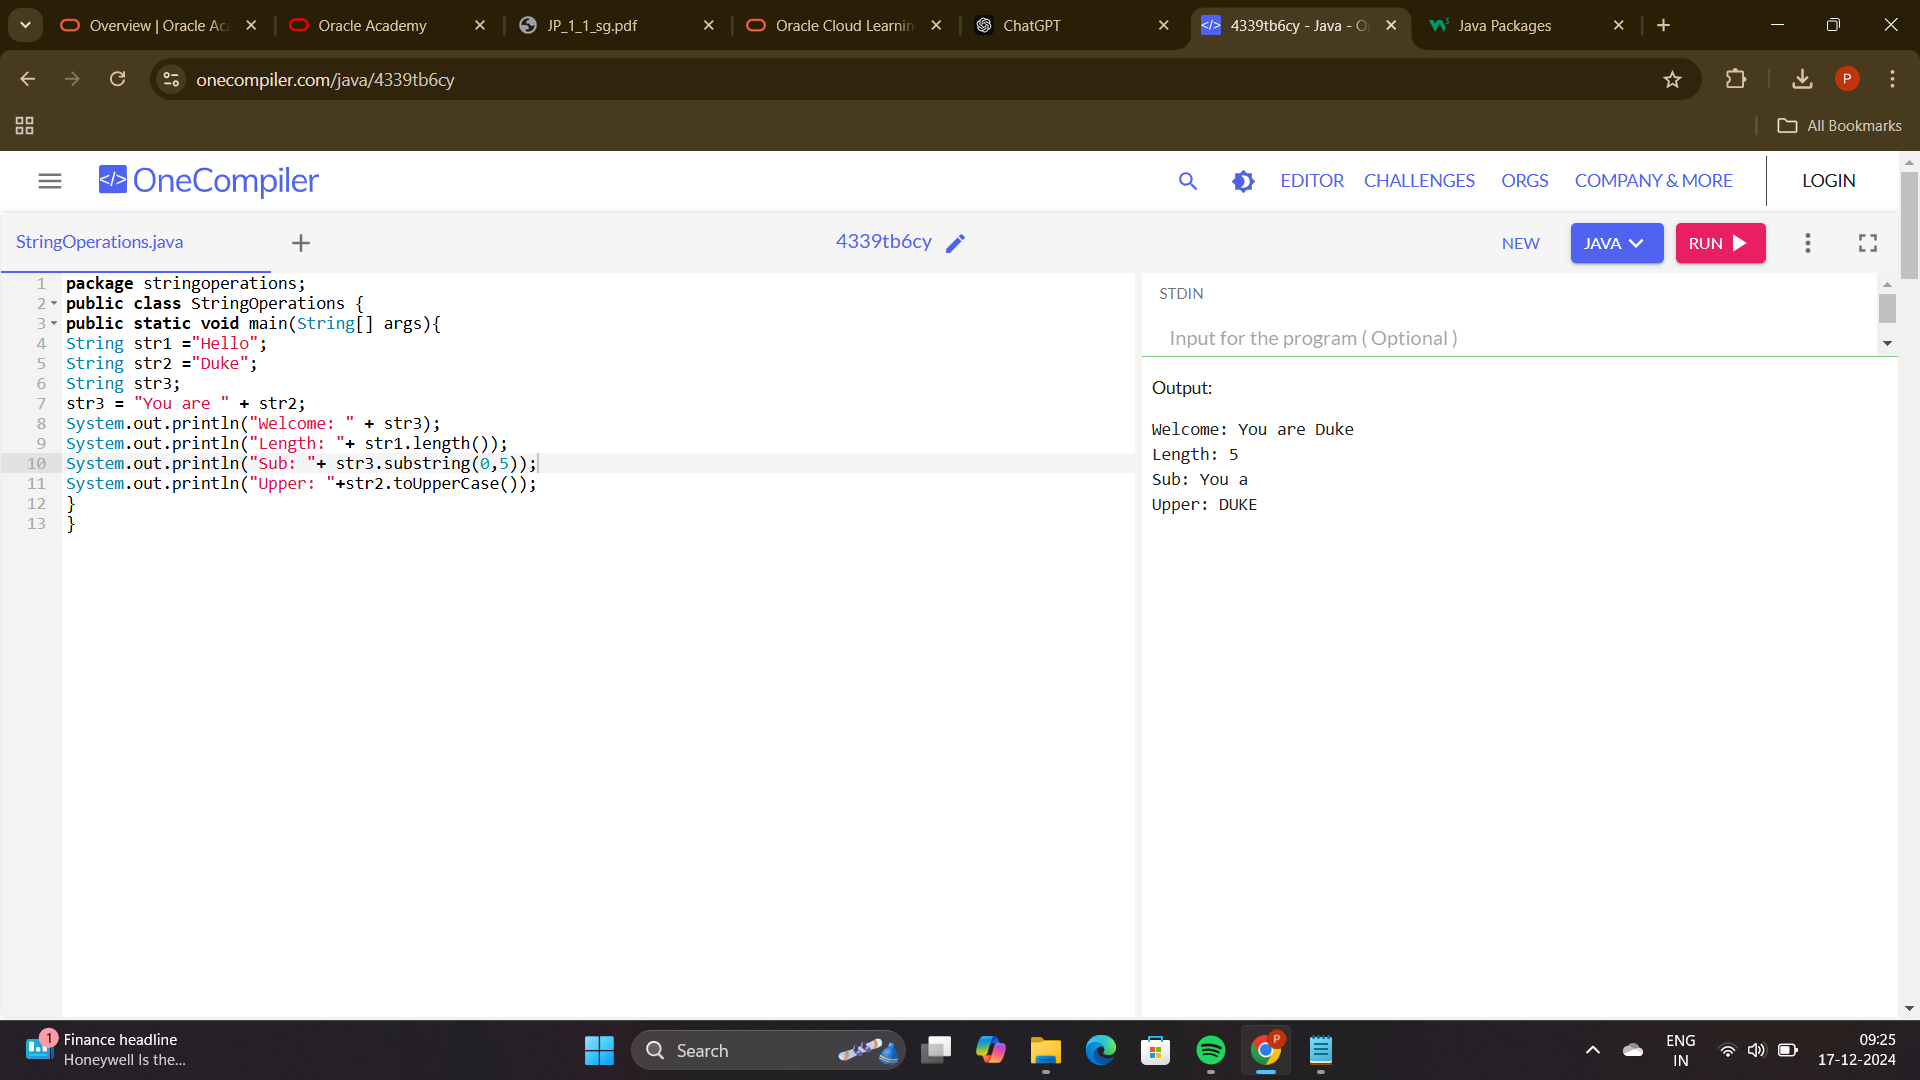 Overview | Oracle Ac
Oracle Academy
JP_1_1_sg.pdf
Oracle Cloud Learnin
ChatGPT
4339tb6cy - Java - O
Java Packages
onecompiler.com/java/4339tb6cy
P
All Bookmarks
</> OneCompiler
EDITOR
CHALLENGES
ORGS
COMPANY & MORE
LOGIN
StringOperations.java
4339tb6cy
NEW
JAVA
RUN
1 package stringoperations;
2 public class StringOperations {
3 public static void main(String[] args){
4 String str1 ="Hello";
5 String str2 ="Duke";
6 String str3;
7 str3 = "You are " + str2;
8 System.out.println("Welcome: " + str3);
9 System.out.println("Length: "+ str1.length());
10 System.out.println("Sub: "+ str3.substring(0,5));
11 System.out.println("Upper: "+str2.toUpperCase());
12 }
13 }
STDIN
Input for the program ( Optional )
Output:
Welcome: You are Duke
Length: 5
Sub: You a
Upper: DUKE
1
Finance headline
Honeywell Is the...
Search
P
ENG
IN
09:25
17-12-2024